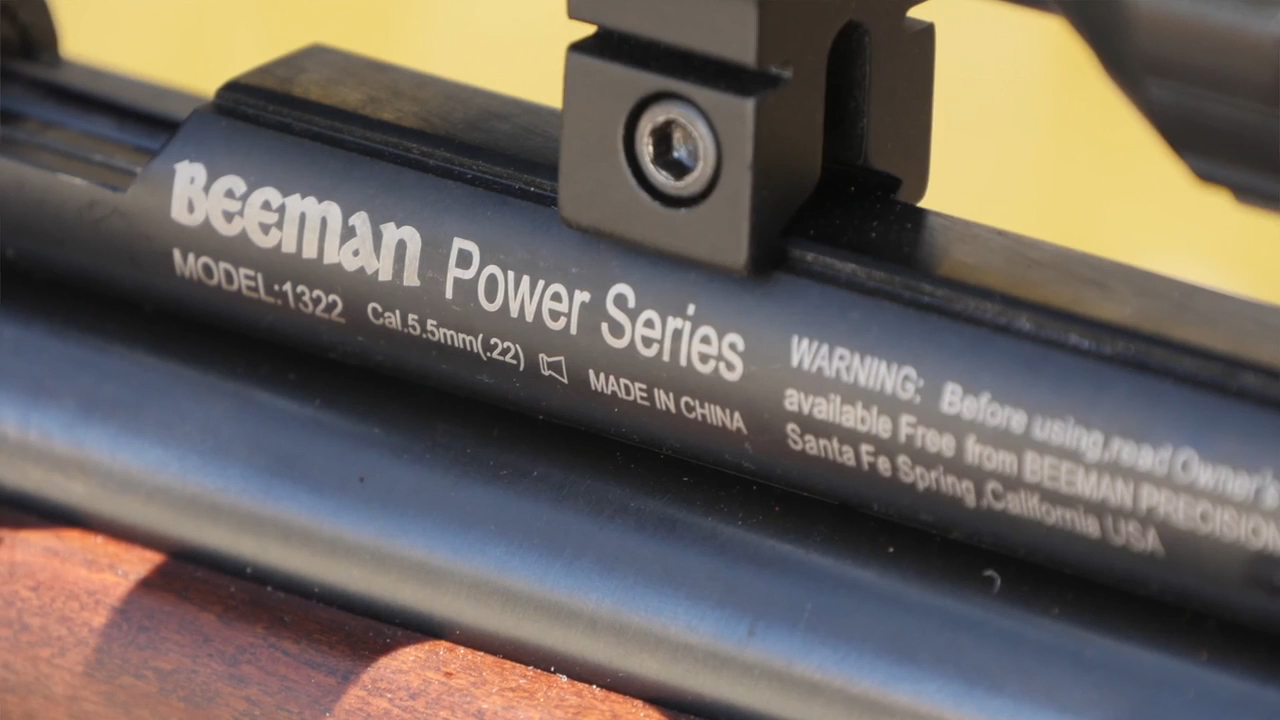 BEEMAN Power Series
MODEL:1322 Cal.5.5mm(.22) MADE IN CHINA
WARNING: Before using,read Owner's
available Free from BEEMAN PRECISION
Santa Fe Spring ,California USA